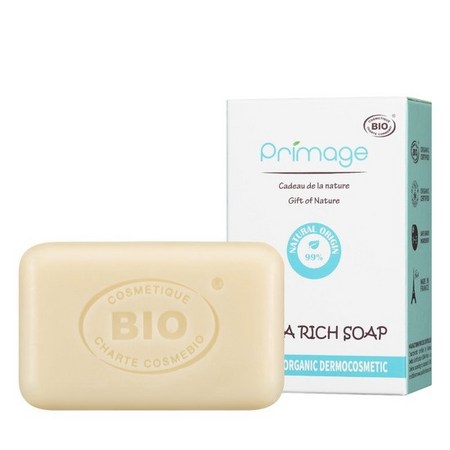 BIO
Prímage
Cadeau de la nature
Gift of Nature
NATURAL ORIGIN
99%
A RICH SOAP
ORGANIC DERMOCOSMETIC
COSMETIQUE
®
BIO
CHARTE COSMEBIO